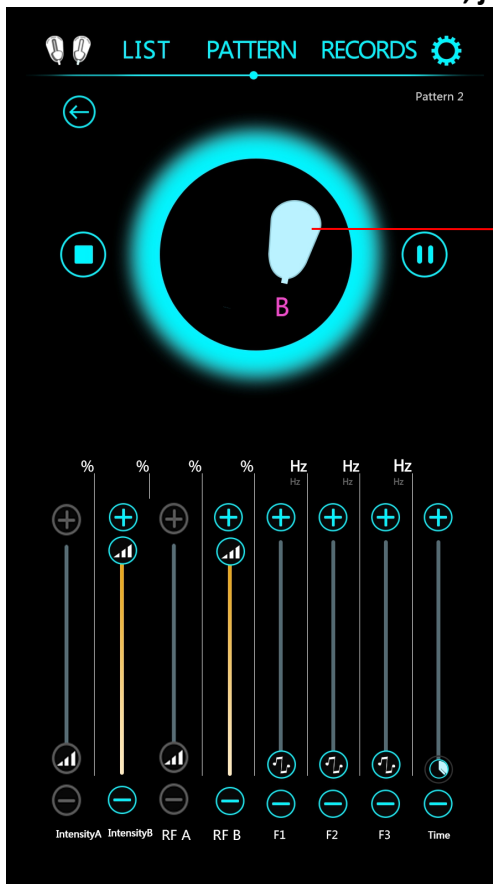 LIST PATTERN RECORDS
Pattern 2
B
% % % % Hz Hz Hz
Hz Hz Hz
IntensityA IntensityB RF A RF B F1 F2 F3 Time